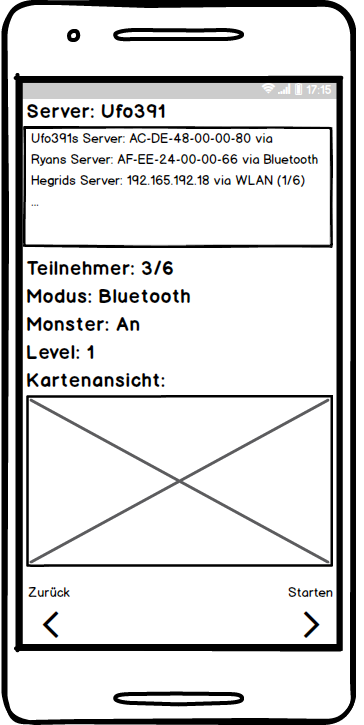 17:15
Server: Ufo391
Ufo391s Server: AC-DE-48-00-00-80 via
Ryans Server: AF-EE-24-00-00-66 via Bluetooth
Hegrids Server: 192.165.192.18 via WLAN (1/6)
...
Teilnehmer: 3/6
Modus: Bluetooth
Monster: An
Level: 1
Kartenansicht:
Zurück
Starten